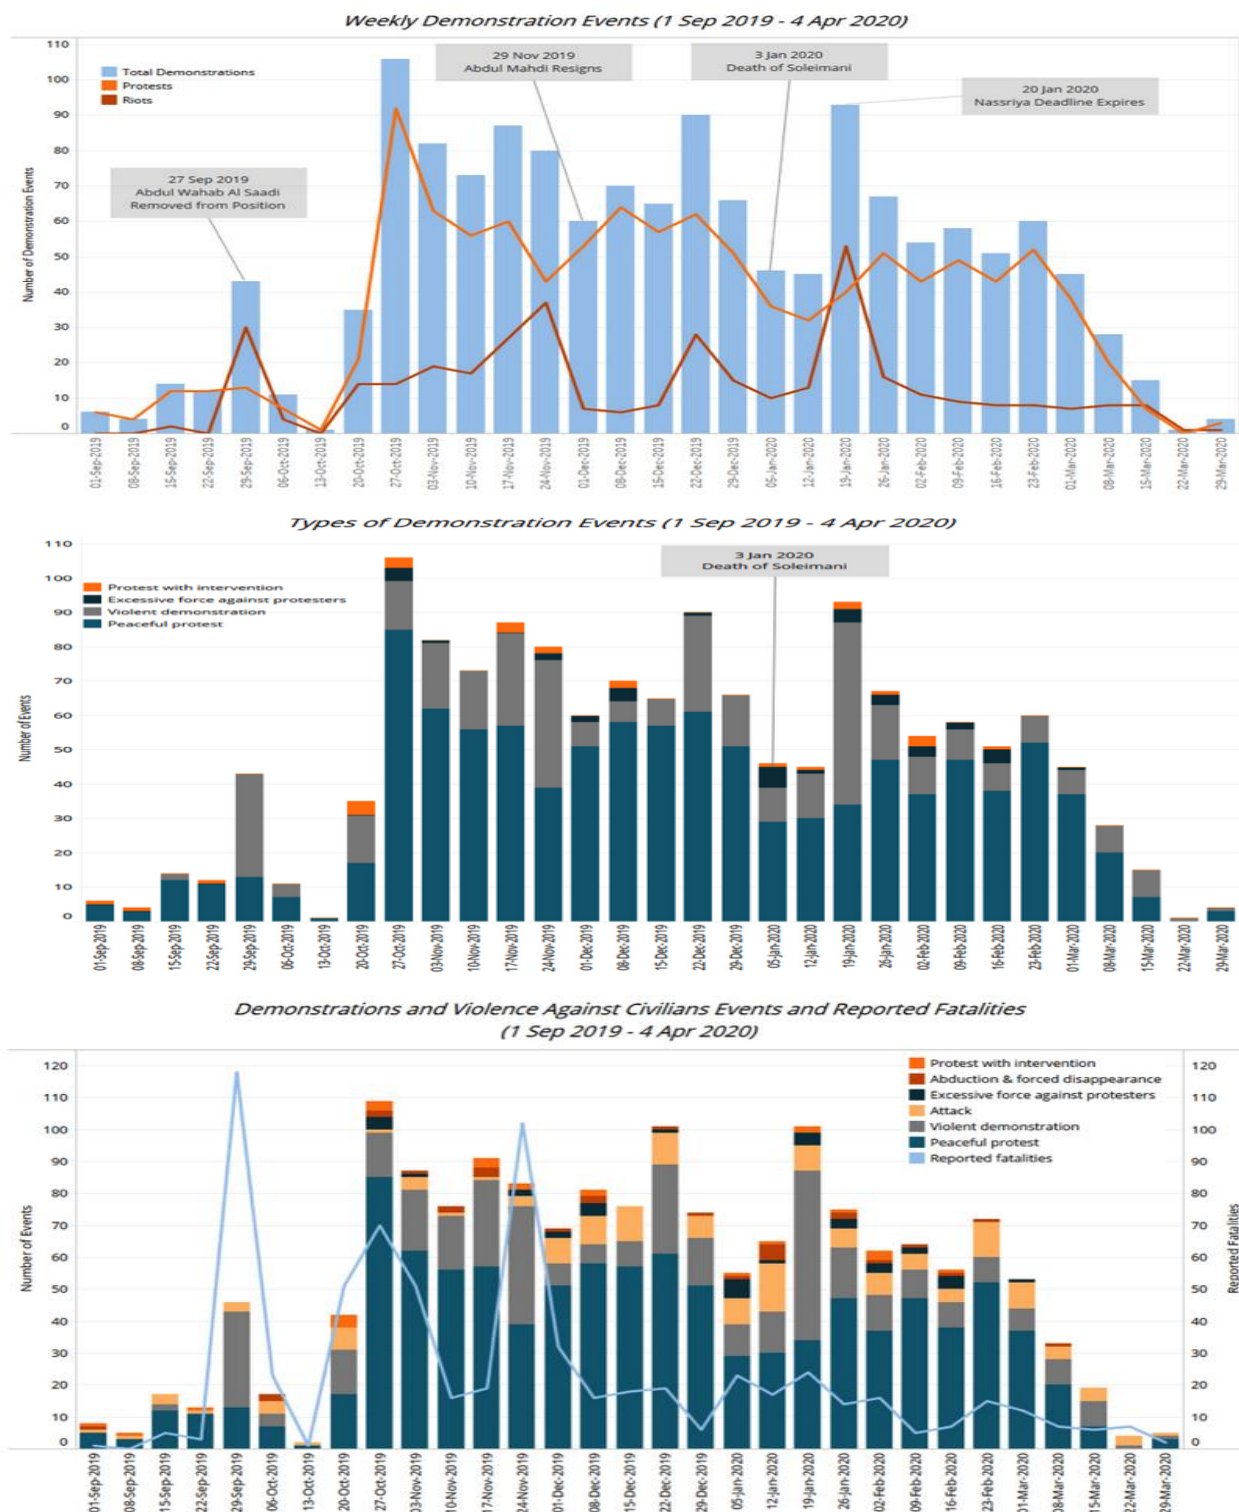 Weekly Demonstration Events (1 Sep 2019 - 4 Apr 2020)
110
100
90
80
70
60
50
40
30
20
10
0
Number of Demonstration Events
Total Demonstrations
Protests
Riots
27 Sep 2019
Abdul Wahab Al Saadi
Removed from Position
29 Nov 2019
Abdul Mahdi Resigns
3 Jan 2020
Death of Soleimani
20 Jan 2020
Nassriya Deadline Expires
01-Sep-2019
08-Sep-2019
15-Sep-2019
22-Sep-2019
29-Sep-2019
06-Oct-2019
13-Oct-2019
20-Oct-2019
27-Oct-2019
03-Nov-2019
10-Nov-2019
17-Nov-2019
24-Nov-2019
01-Dec-2019
08-Dec-2019
15-Dec-2019
22-Dec-2019
29-Dec-2019
05-Jan-2020
12-Jan-2020
19-Jan-2020
26-Jan-2020
02-Feb-2020
09-Feb-2020
16-Feb-2020
23-Feb-2020
01-Mar-2020
08-Mar-2020
15-Mar-2020
22-Mar-2020
29-Mar-2020
Types of Demonstration Events (1 Sep 2019 - 4 Apr 2020)
110
100
90
80
70
60
50
40
30
20
10
0
Number of Events
Protest with intervention
Excessive force against protesters
Violent demonstration
Peaceful protest
3 Jan 2020
Death of Soleimani
01-Sep-2019
08-Sep-2019
15-Sep-2019
22-Sep-2019
29-Sep-2019
06-Oct-2019
13-Oct-2019
20-Oct-2019
27-Oct-2019
03-Nov-2019
10-Nov-2019
17-Nov-2019
24-Nov-2019
01-Dec-2019
08-Dec-2019
15-Dec-2019
22-Dec-2019
29-Dec-2019
05-Jan-2020
12-Jan-2020
19-Jan-2020
26-Jan-2020
02-Feb-2020
09-Feb-2020
16-Feb-2020
23-Feb-2020
01-Mar-2020
08-Mar-2020
15-Mar-2020
22-Mar-2020
29-Mar-2020
Demonstrations and Violence Against Civilians Events and Reported Fatalities
(1 Sep 2019 - 4 Apr 2020)
120
110
100
90
80
70
60
50
40
30
20
10
0
Number of Events
Protest with intervention
Abduction & forced disappearance
Excessive force against protesters
Attack
Violent demonstration
Peaceful protest
Reported fatalities
120
110
100
90
80
70
60
50
40
30
20
10
0
Reported Fatalities
01-Sep-2019
08-Sep-2019
15-Sep-2019
22-Sep-2019
29-Sep-2019
06-Oct-2019
13-Oct-2019
20-Oct-2019
27-Oct-2019
03-Nov-2019
10-Nov-2019
17-Nov-2019
24-Nov-2019
01-Dec-2019
08-Dec-2019
15-Dec-2019
22-Dec-2019
29-Dec-2019
05-Jan-2020
12-Jan-2020
19-Jan-2020
26-Jan-2020
02-Feb-2020
09-Feb-2020
16-Feb-2020
23-Feb-2020
01-Mar-2020
08-Mar-2020
15-Mar-2020
22-Mar-2020
29-Mar-2020